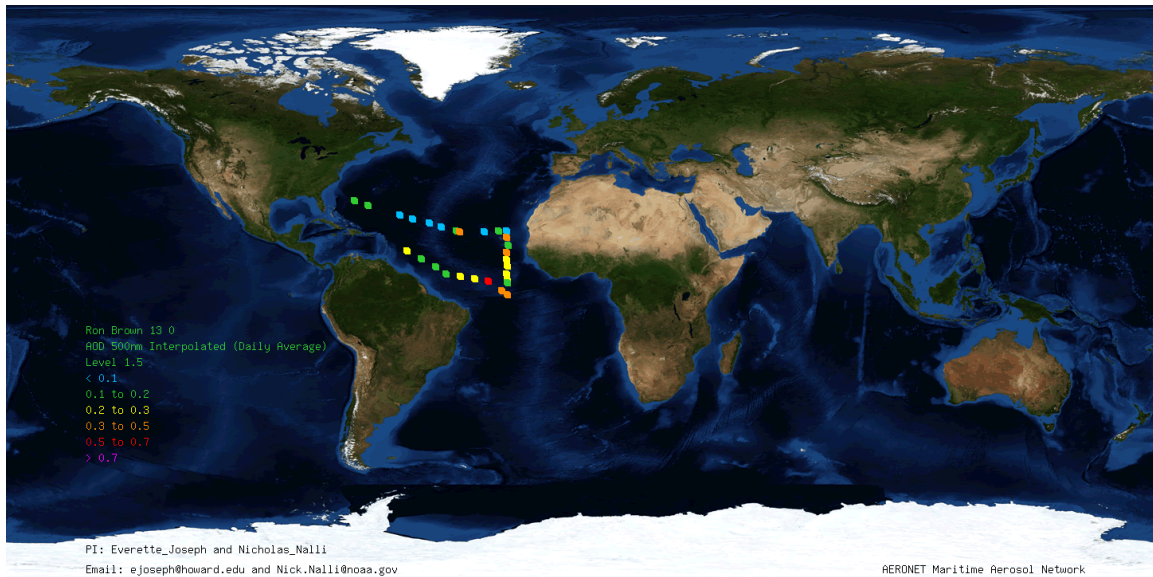 Ron Brown 13 0
AOD 500nm Interpolated (Daily Average)
Level 1.5
< 0.1
0.1 to 0.2
0.2 to 0.3
0.3 to 0.5
0.5 to 0.7
> 0.7
PI: Everette_Joseph and Nicholas_Nalli
Email: ejoseph@howard.edu and Nick.Nalli@noaa.gov
AERONET Maritime Aerosol Network